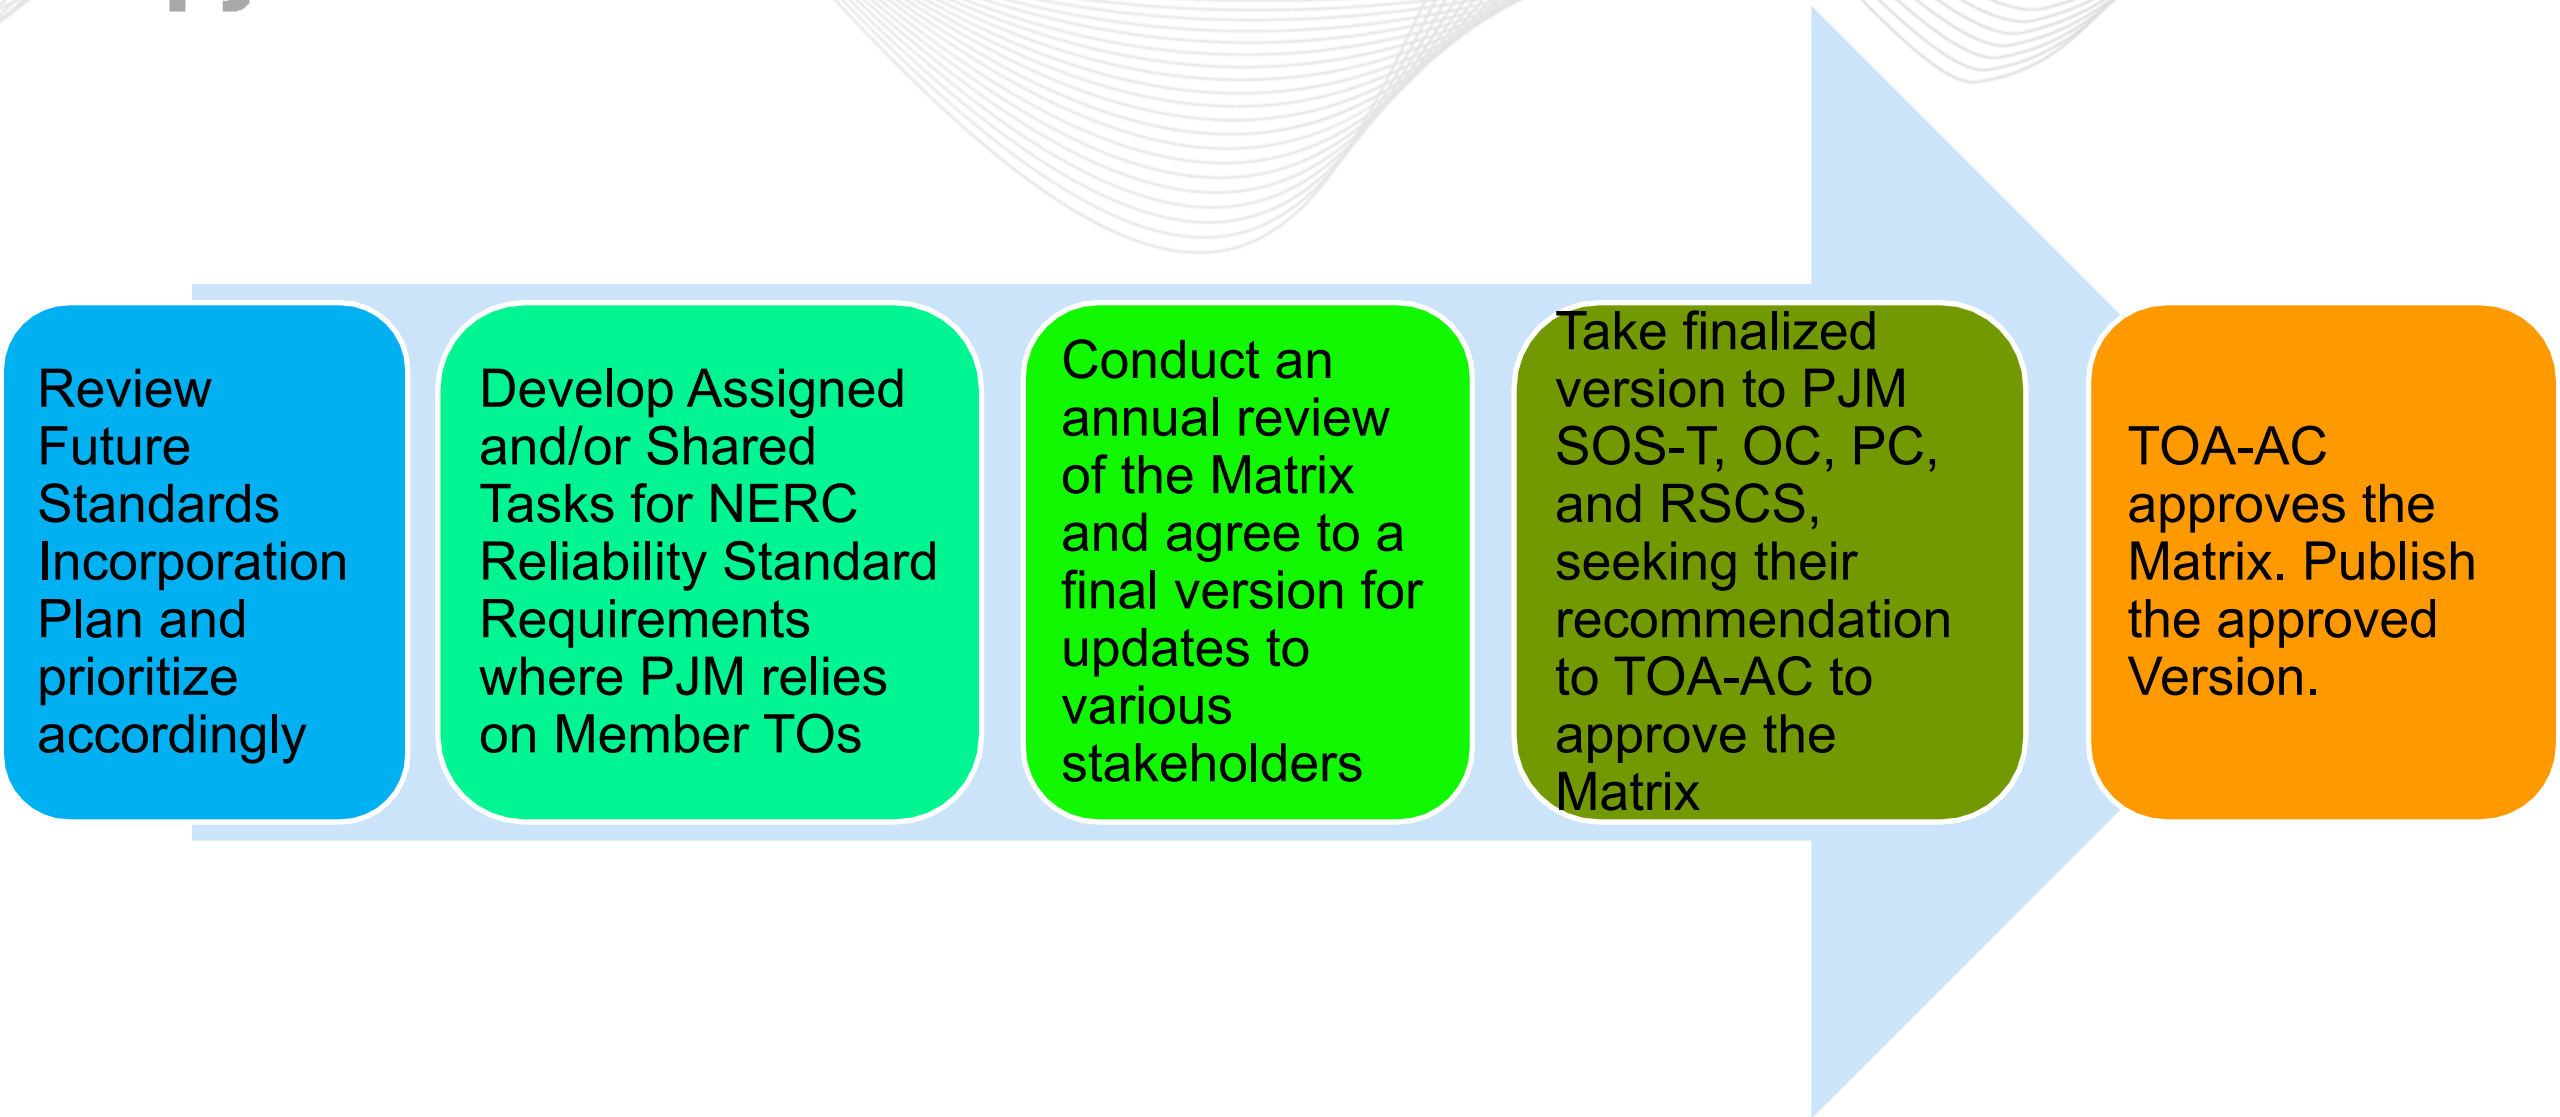 Review
Future
Standards
Incorporation
Plan and
prioritize
accordingly
Develop Assigned
and/or Shared
Tasks for NERC
Reliability Standard
Requirements
where PJM relies
on Member TOs
Conduct an
annual review
of the Matrix
and agree to a
final version for
updates to
various
stakeholders
Take finalized
version to PJM
SOS-T, OC, PC,
and RSCS,
seeking their
recommendation
to TOA-AC to
approve the
Matrix
TOA-AC
approves the
Matrix. Publish
the approved
Version.